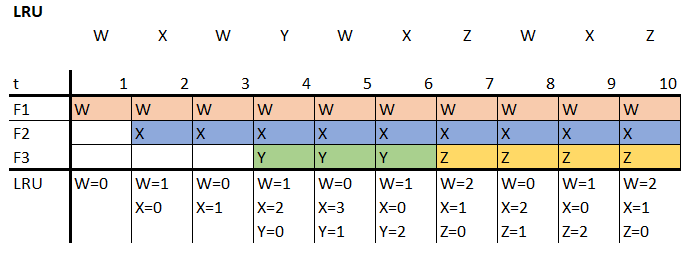 LRU
W X W Y W X Z W X Z
t 1 2 3 4 5 6 7 8 9 10
F1 W W W W W W W W W W
F2 X X X X X X X X X
F3 Y Y Y Z Z Z Z
LRU W=0 W=1 W=0 W=1 W=0 W=1 W=2 W=0 W=1 W=2
X=0 X=1 X=2 X=3 X=0 X=1 X=2 X=0 X=1
Y=0 Y=1 Y=2 Z=0 Z=1 Z=2 Z=0